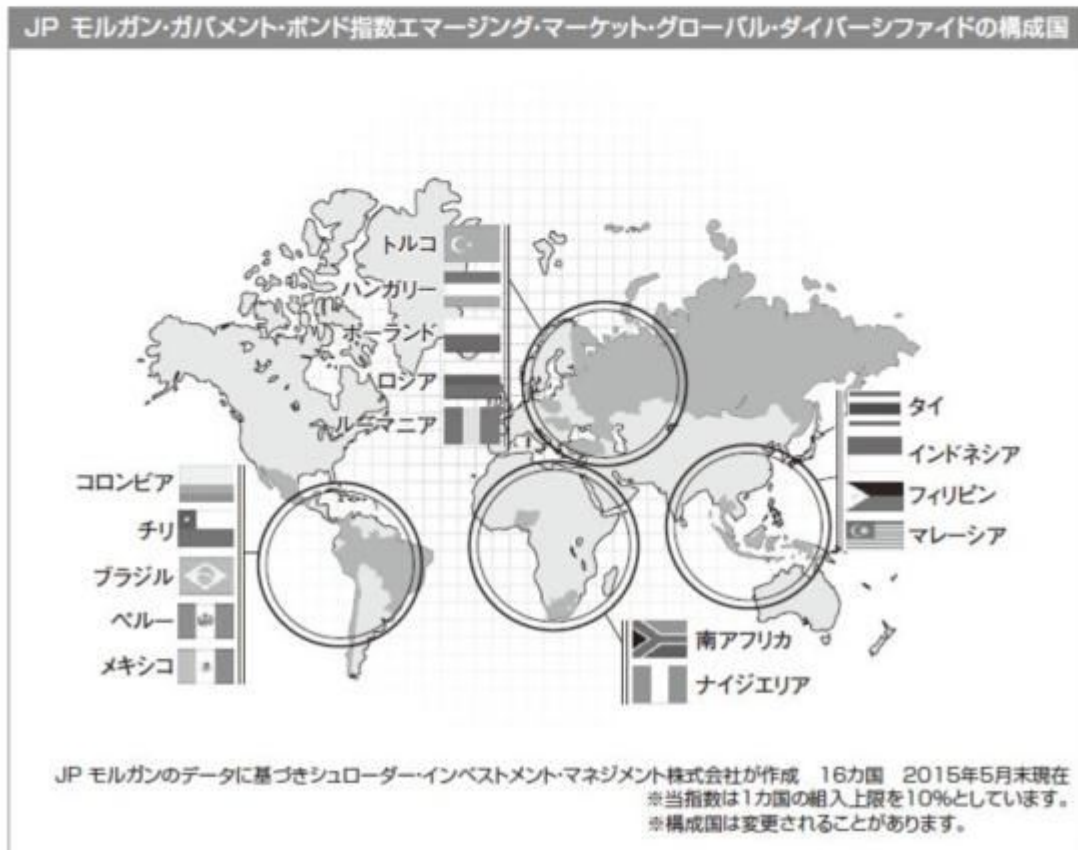 JP モルガン・ガバメント・ボンド指数エマージング・マーケット・グローバル・ダイバーシファイドの構成国
トルコ
ハンガリー
ポーランド
ロシア
ルーマニア
コロンビア
チリ
ブラジル
ペルー
メキシコ
タイ
インドネシア
フィリピン
マレーシア
南アフリカ
ナイジェリア
JP モルガンのデータに基づきシュローダー・インベストメント・マネジメント株式会社が作成　16カ国　2015年5月末現在
※当指数は1カ国の組入上限を10%としています。
※構成国は変更されることがあります。